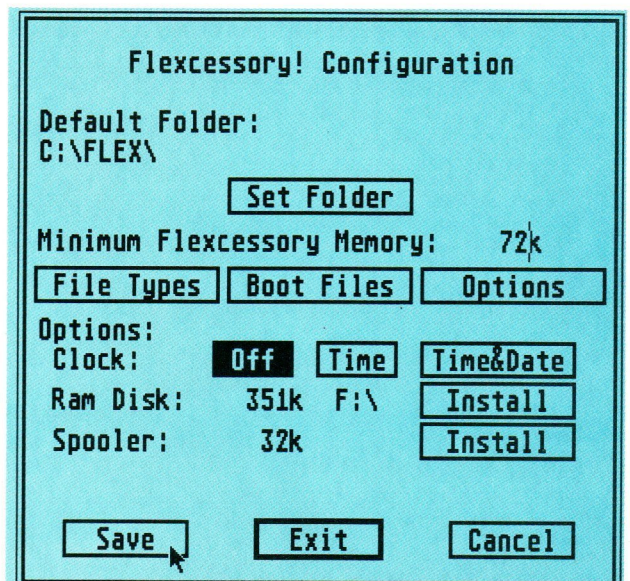 Flexcessory! Configuration
Default Folder:
C:\FLEX\
Set Folder
Minimum Flexcessory Memory: 72k
File Types Boot Files Options
Options:
Clock: Off Time Time&Date
Ram Disk: 351k F:\ Install
Spooler: 32k Install
Save Exit Cancel